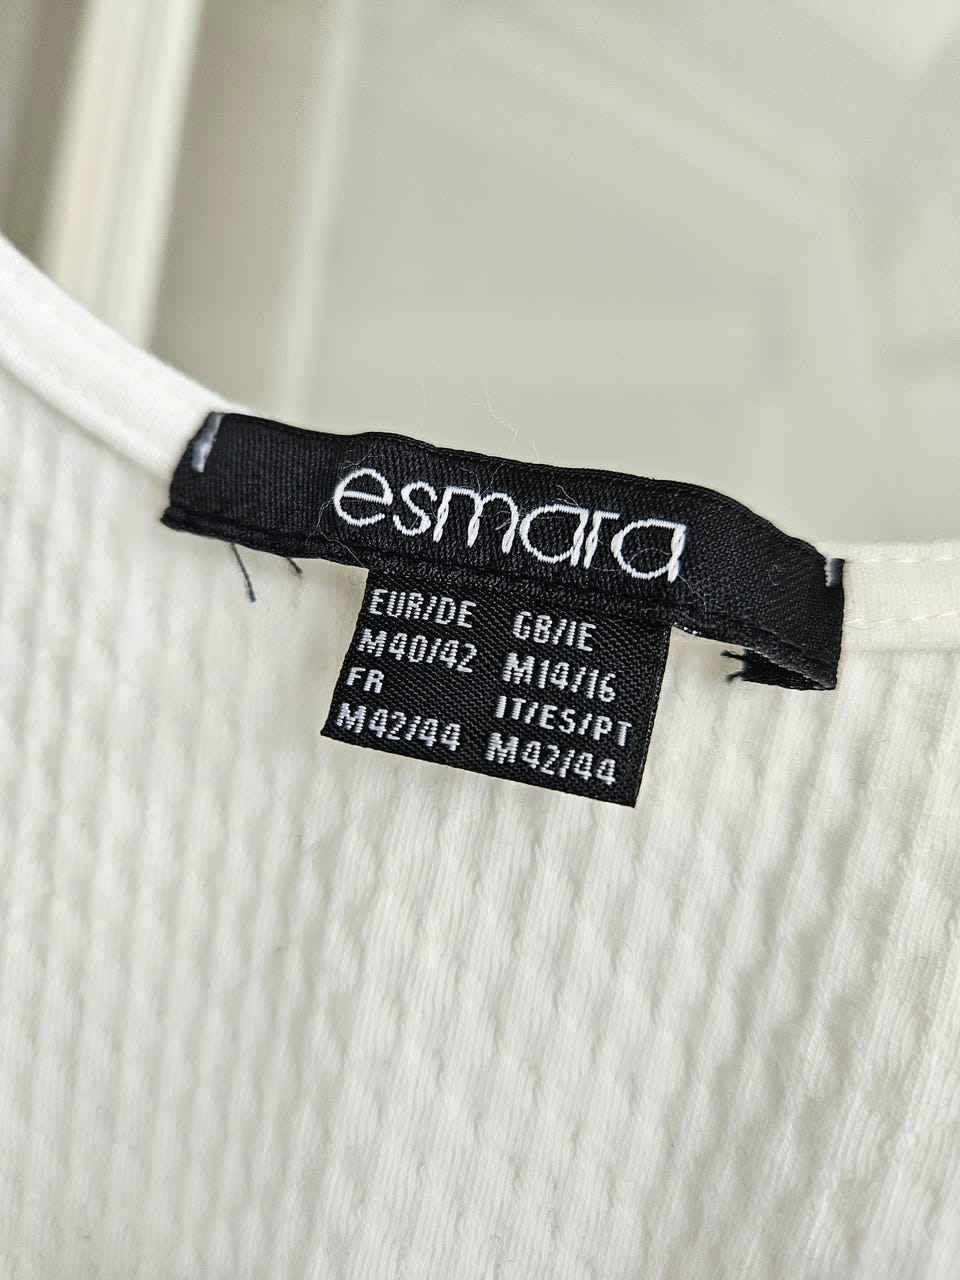 esmara
EUR/DE
M40/42
GB/IE
M14/16
FR
M42/44
IT/ES/PT
M42/44